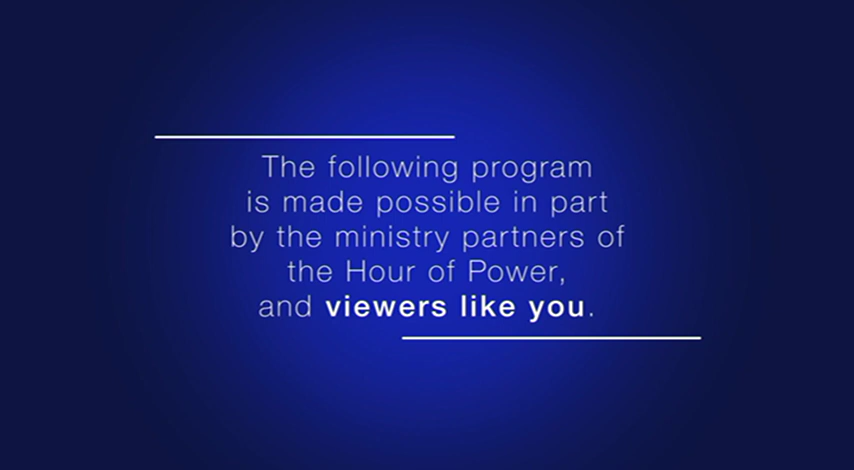 The following program
is made possible in part
by the ministry partners of
the Hour of Power,
and viewers like you.